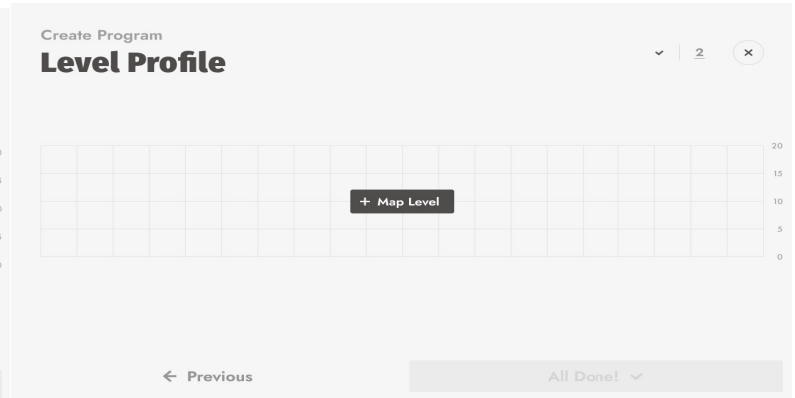 Create Program
Level Profile
2
20
15
10
5
0
+ Map Level
← Previous
All Done!